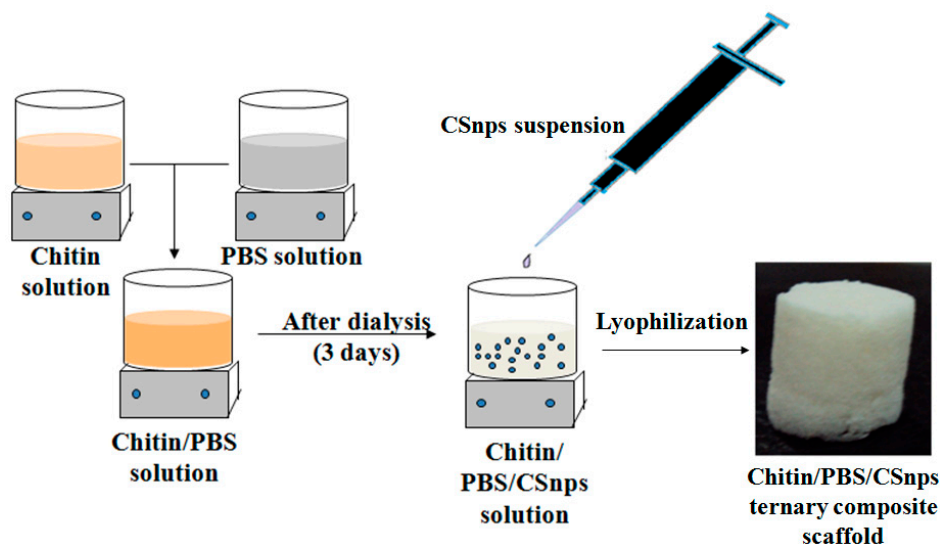 CSnps suspension
Chitin
solution
PBS solution
After dialysis
(3 days)
Lyophilization
Chitin/PBS
solution
Chitin/
PBS/CSnps
solution
Chitin/PBS/CSnps
ternary composite
scaffold